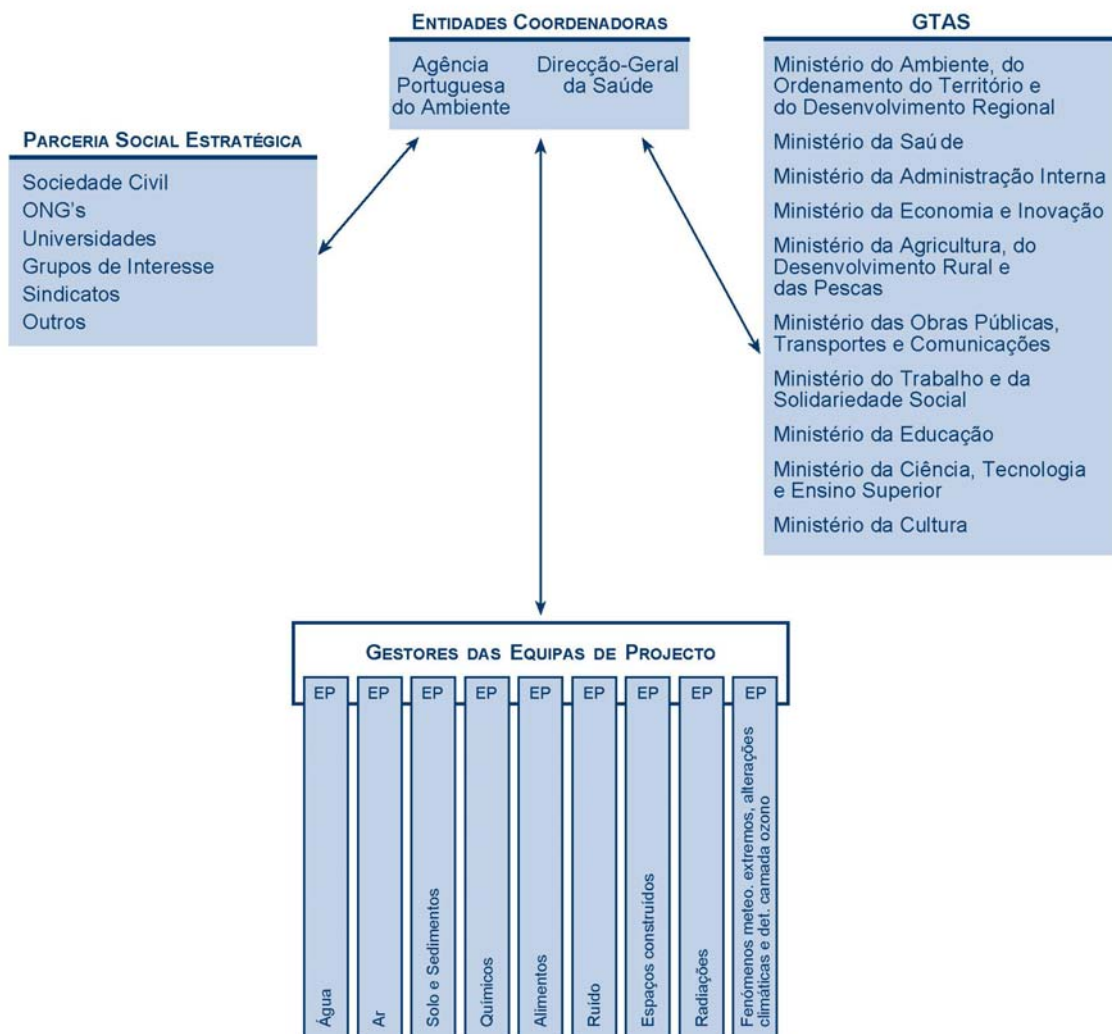 ENTIDADES COORDENADORAS
Agência
Portuguesa
do Ambiente
Direcção-Geral
da Saúde
GTAS
Ministério do Ambiente, do
Ordenamento do Território e
do Desenvolvimento Regional
Ministério da Saúde
Ministério da Administração Interna
Ministério da Economia e Inovação
Ministério da Agricultura, do
Desenvolvimento Rural e
das Pescas
Ministério das Obras Públicas,
Transportes e Comunicações
Ministério do Trabalho e da
Solidariedade Social
Ministério da Educação
Ministério da Ciência, Tecnologia
e Ensino Superior
Ministério da Cultura
PARCERIA SOCIAL ESTRATÉGICA
Sociedade Civil
ONG's
Universidades
Grupos de Interesse
Sindicatos
Outros
GESTORES DAS EQUIPAS DE PROJECTO
EP
Água
EP
Ar
EP
Solo e Sedimentos
EP
Químicos
EP
Alimentos
EP
Ruído
EP
Espaços construídos
EP
Radiações
EP
Fenómenos meteo. extremos, alterações
climáticas e det. camada ozono